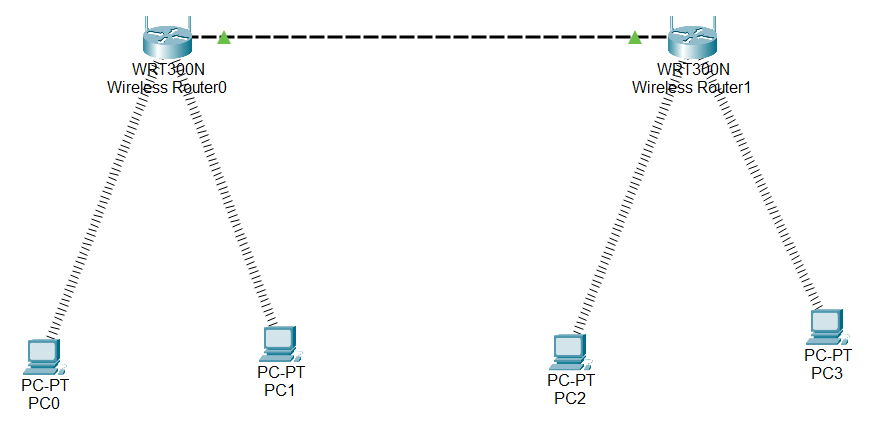 WRT300N
Wireless Router0
WRT300N
Wireless Router1
PC-PT
PC0
PC-PT
PC1
PC-PT
PC2
PC-PT
PC3